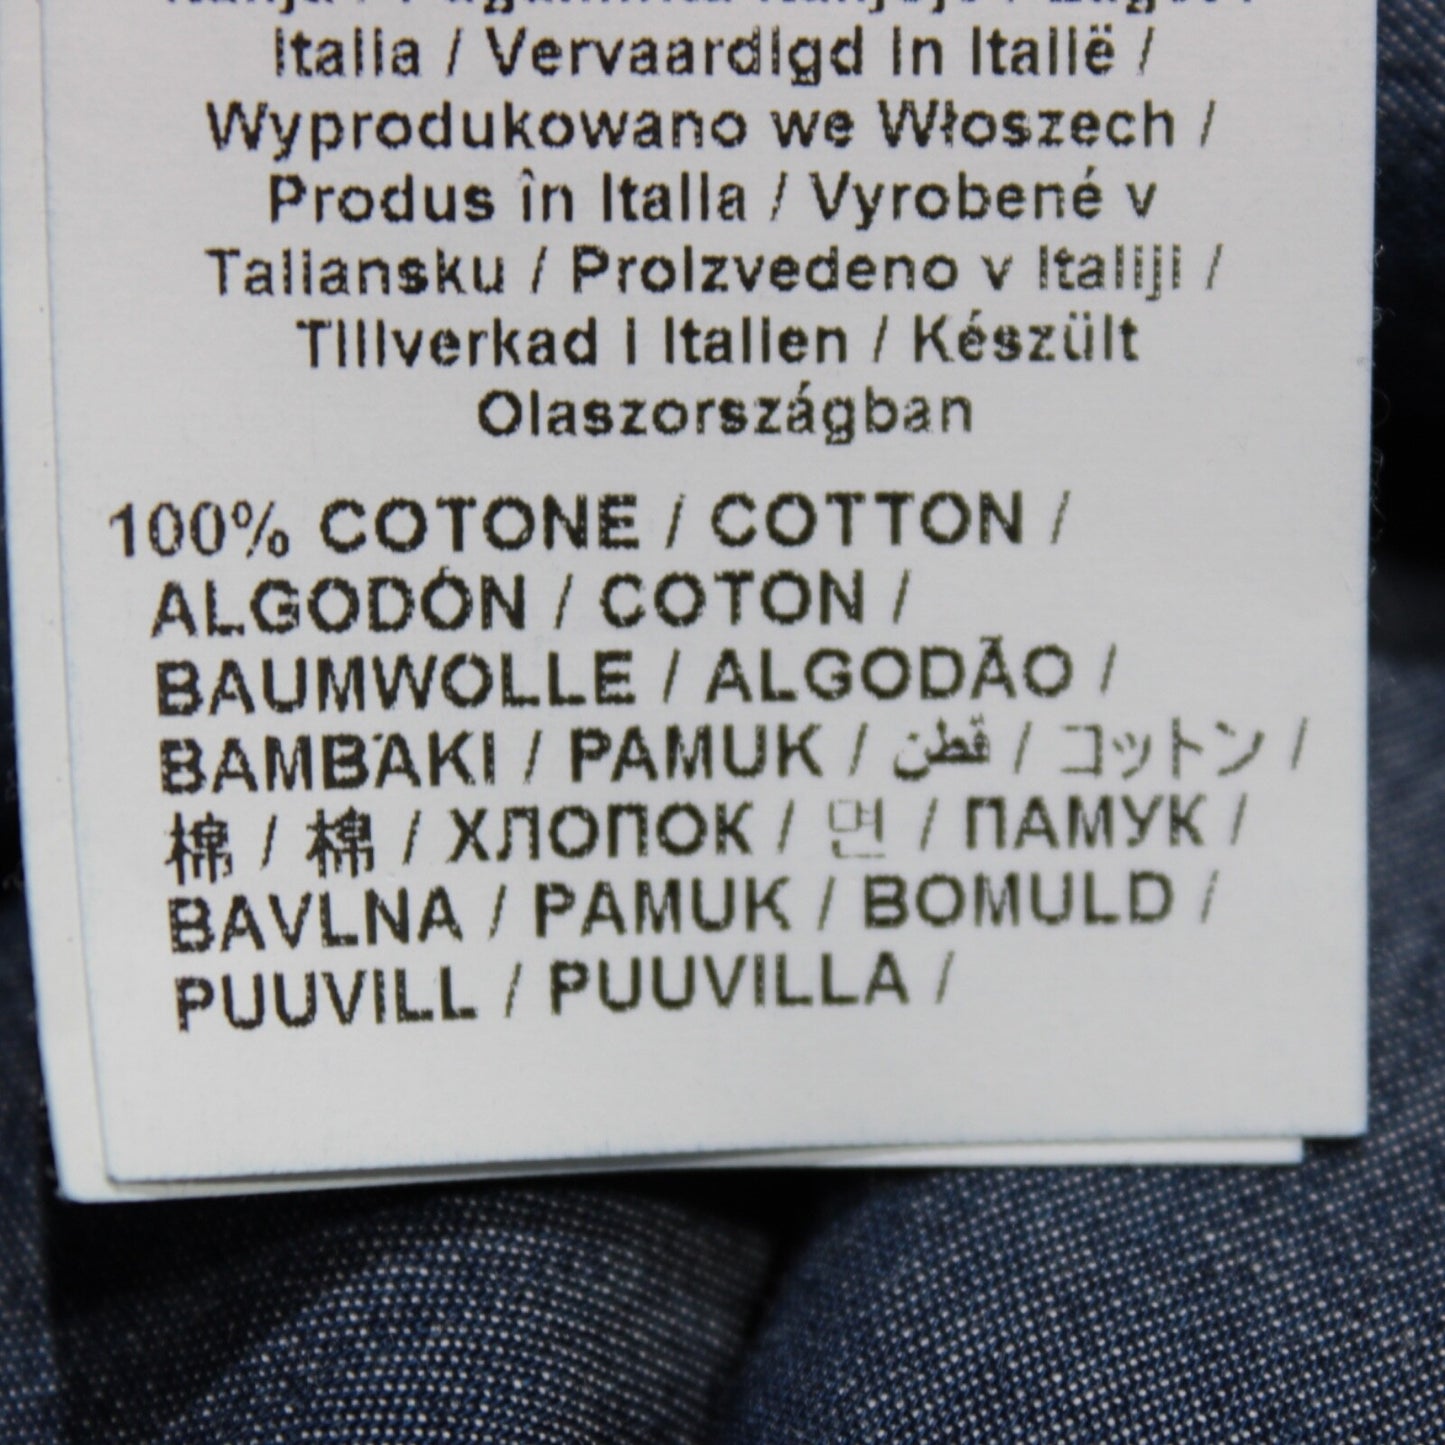 Italia / Vervaardigd in Italië /
Wyprodukowano we Włoszech /
Produs în Italia / Vyrobené v
Taliansku / Proizvedeno v Italiji /
Tillverkad i Italien / Készült
Olaszországban
100% COTONE / COTTON /
ALGODÓN / COTON /
BAUMWOLLE / ALGODÃO /
BAMBAKI / PAMUK / قطن / コットン /
棉 / 棉 / ХЛОПОК / 면 / ПАМУК /
BAVLNA / PAMUK / BOMULD /
PUUVILL / PUUVILLA /